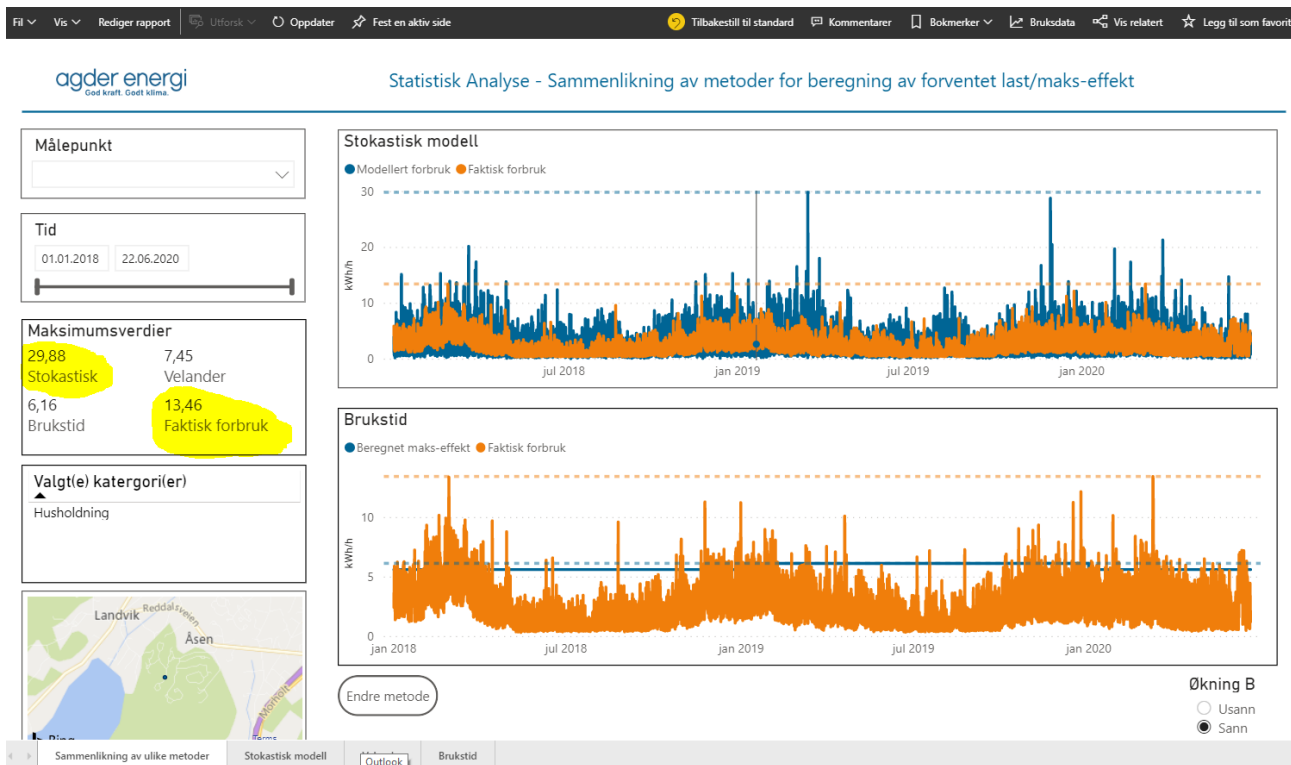 Fil Vis Rediger rapport Utforsk Oppdater Fest en aktiv side Tilbakestill til standard Kommentarer Bokmerker Bruksdata Vis relatert Legg til som favorit
agder energi
God kraft. Godt klima.
Statistisk Analyse - Sammenlikning av metoder for beregning av forventet last/maks-effekt
Målepunkt
Tid
01.01.2018 22.06.2020
Maksimumsverdier
29,88 7,45
Stokastisk Velander
6,16 13,46
Brukstid Faktisk forbruk
Valgt(e) katergori(er)
Husholdning
Landvik
Reddalsveien
Åsen
Morholt
Bing
Terms
Stokastisk modell
Modellert forbruk Faktisk forbruk
30
20
10
0
kWh/h
jul 2018 jan 2019 jul 2019 jan 2020
Brukstid
Beregnet maks-effekt Faktisk forbruk
10
5
0
kWh/h
jan 2018 jul 2018 jan 2019 jul 2019 jan 2020
Endre metode
Økning B
Usann
Sann
Sammenlikning av ulike metoder Stokastisk modell Outlook Brukstid